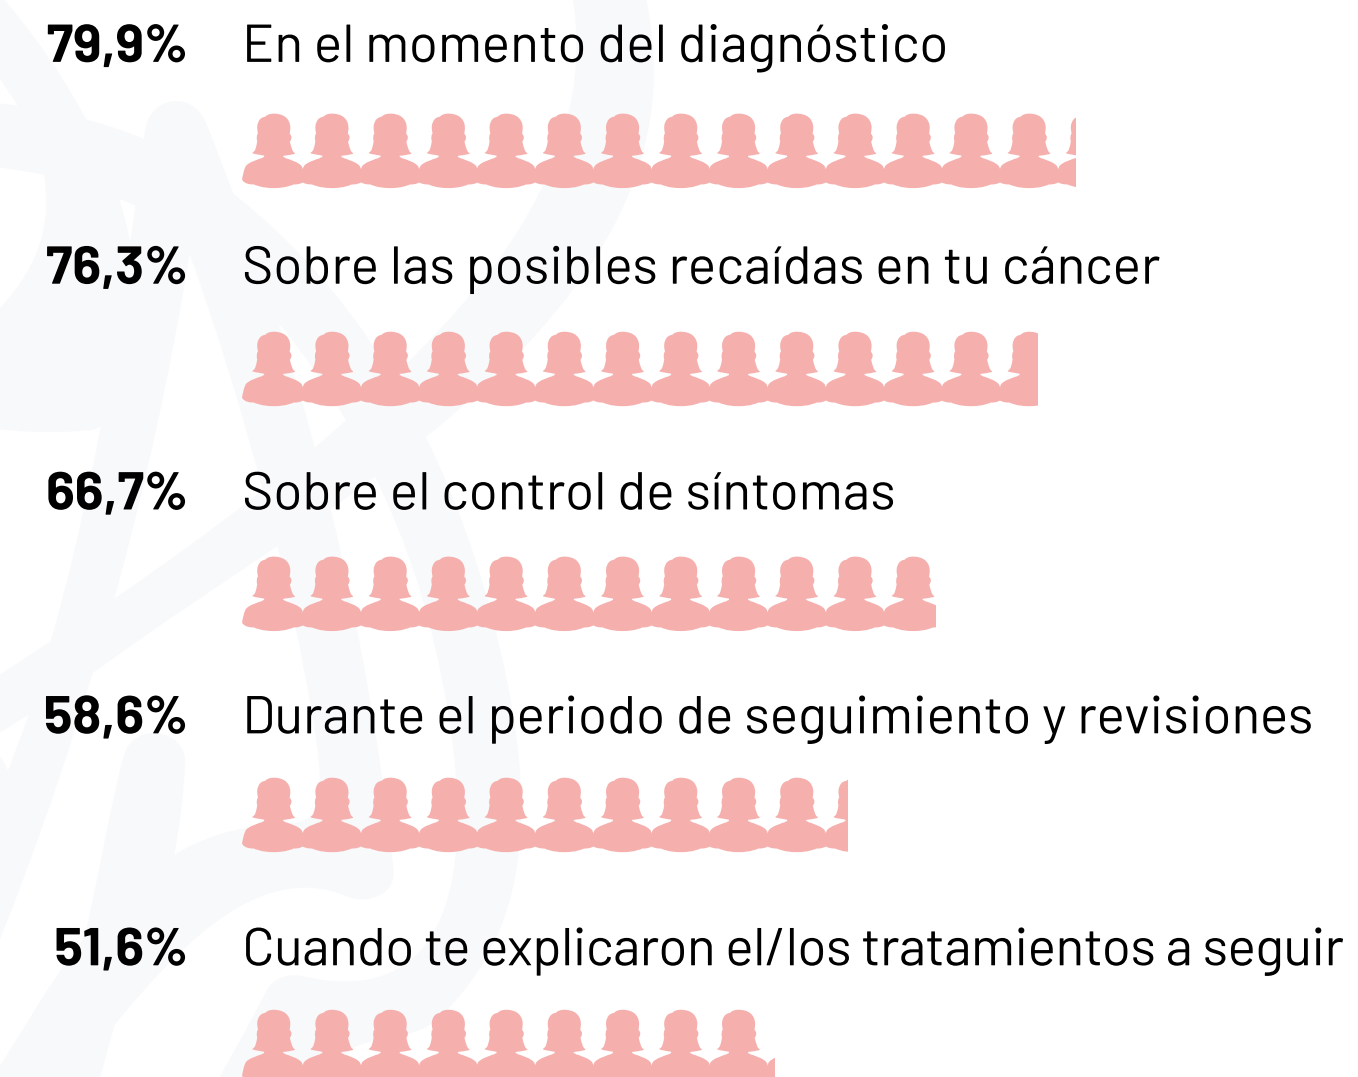 79,9% En el momento del diagnóstico
76,3% Sobre las posibles recaídas en tu cáncer
66,7% Sobre el control de síntomas
58,6% Durante el periodo de seguimiento y revisiones
51,6% Cuando te explicaron el/los tratamientos a seguir